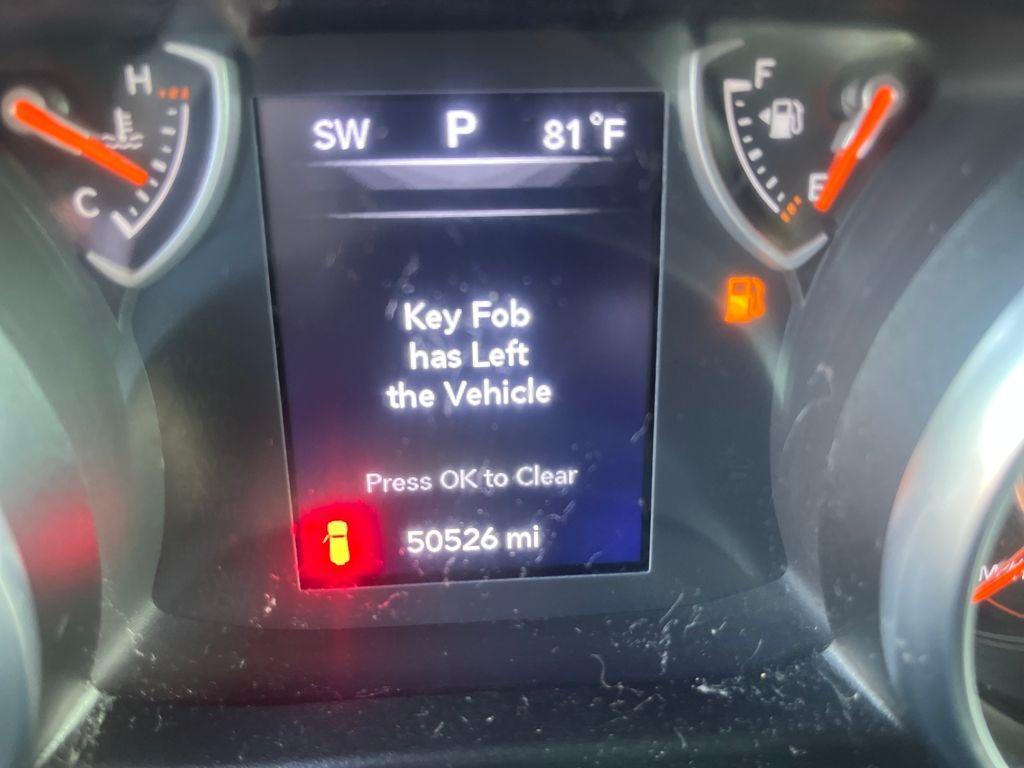 H
C
SW P 81°F
F
E
Key Fob
has Left
the Vehicle
Press OK to Clear
50526 mi